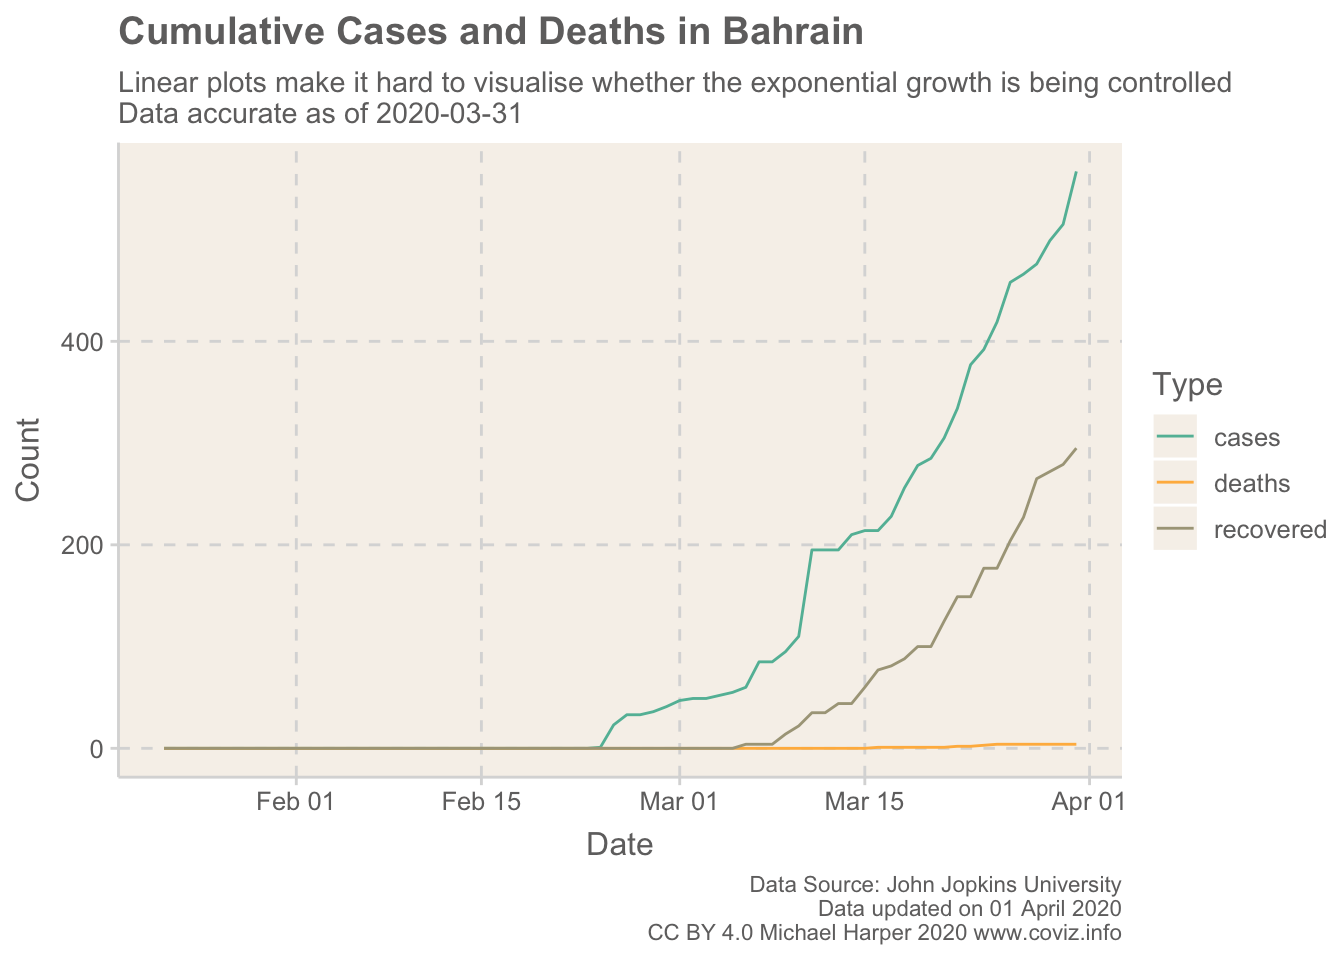 Cumulative Cases and Deaths in Bahrain
Linear plots make it hard to visualise whether the exponential growth is being controlled
Data accurate as of 2020-03-31
Count
400
200
0
Feb 01
Feb 15
Mar 01
Mar 15
Apr 01
Date
Type
cases
deaths
recovered
Data Source: John Jopkins University
Data updated on 01 April 2020
CC BY 4.0 Michael Harper 2020 www.coviz.info